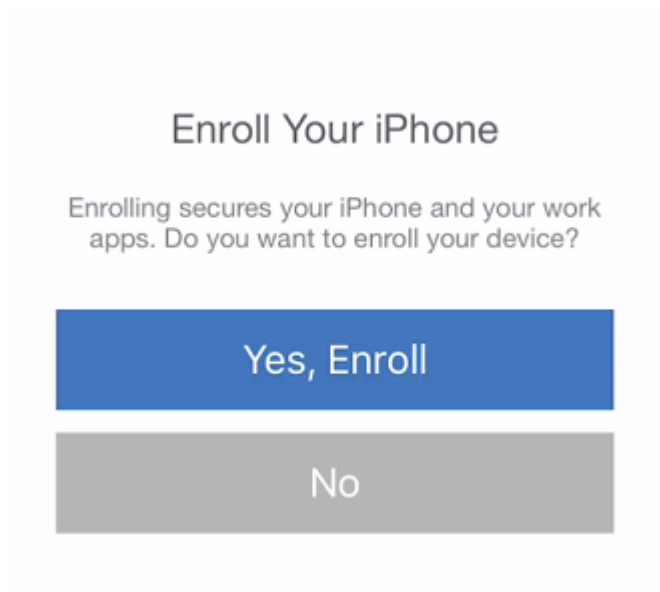 Enroll Your iPhone
Enrolling secures your iPhone and your work
apps. Do you want to enroll your device?
Yes, Enroll
No